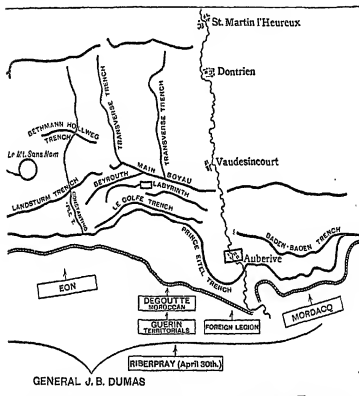 St. Martin l'Heureux
Dontrien
TRANSVERSE TRENCH
TRANSVERSE TRENCH
BETHMANN HOLLWEG
TRENCH
Le Mt. Sans Nom
Vaudesincourt
MAIN BOYAU
BEYROUTH
LABYRINTH
LANDSTURM TRENCH
CONSTANTINOPLE T.
LE GOLFE TRENCH
PRINCE EITEL TRENCH
BADEN-BADEN TRENCH
Auberive
EON
DEGOUTTE
MOROCCAN
GUERIN
TERRITORIALS
FOREIGN LEGION
MORDACQ
RIBERPRAY (April 30th.)
GENERAL J. B. DUMAS